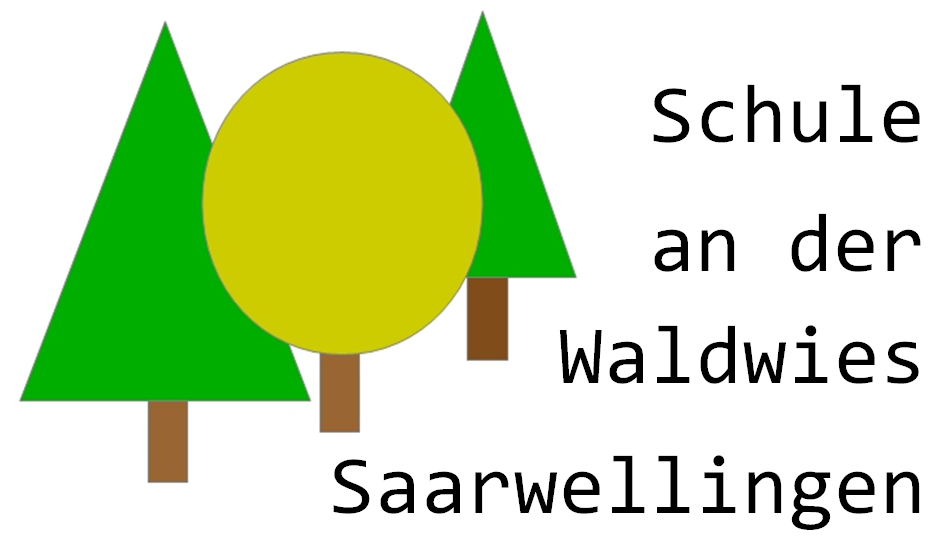 Schule
an der
Waldwies
Saarwellingen